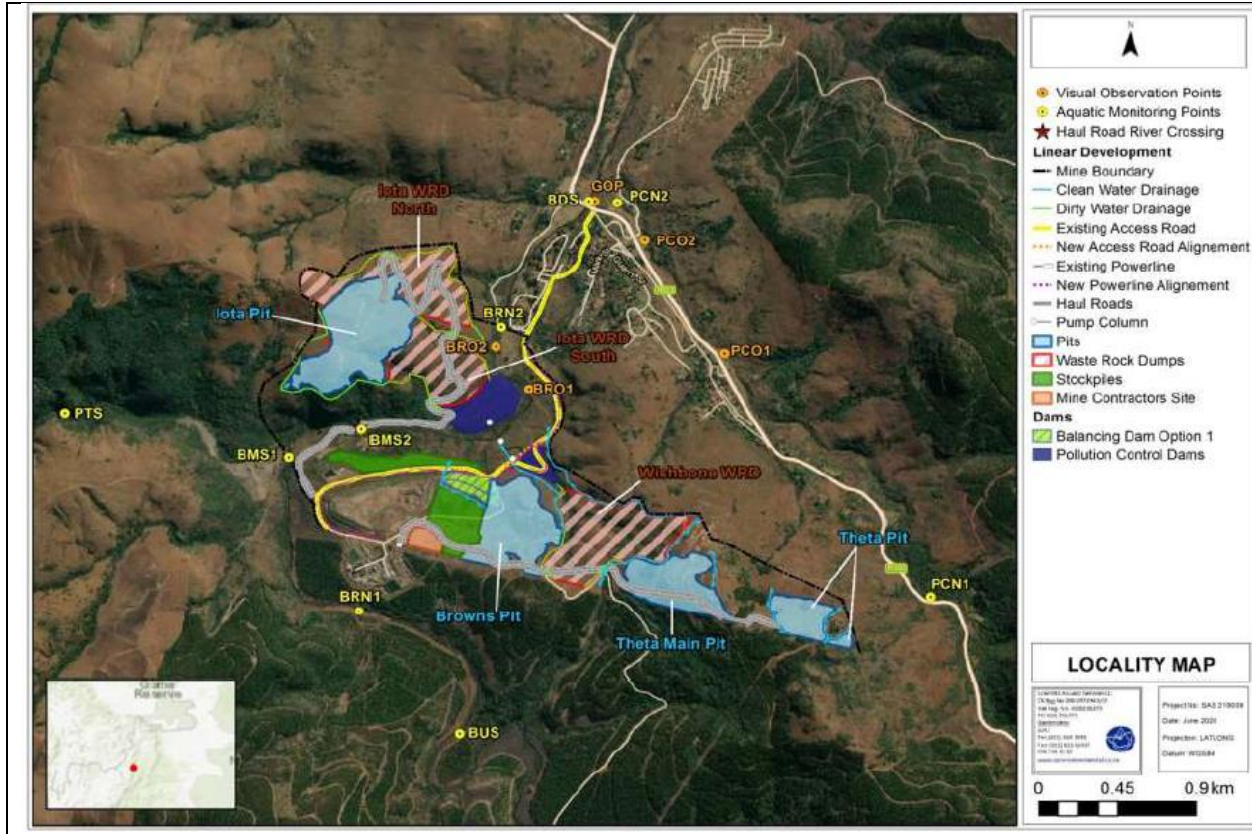 N
Visual Observation Points
Aquatic Monitoring Points
Haul Road River Crossing
Linear Development
Mine Boundary
Clean Water Drainage
Dirty Water Drainage
Existing Access Road
New Access Road Alignement
Existing Powerline
New Powerline Alignement
Haul Roads
Pump Column
Pits
Waste Rock Dumps
Stockpiles
Mine Contractors Site
Dams
Balancing Dam Option 1
Pollution Control Dams
Iota WRD
North
BDS
GOP
PCN2
PCO2
Iota Pit
BRN2
BRO2
Iota WRD
South
PCO1
BRO1
PTS
BMS2
BMS1
Wishbone WRD
Theta Pit
PCN1
BRN1
Browns Pit
Theta Main Pit
BUS
Reserve
LOCALITY MAP
Date: June 2021
Projection: LATLONG
Datum: WGS84
0 0.45 0.9 km